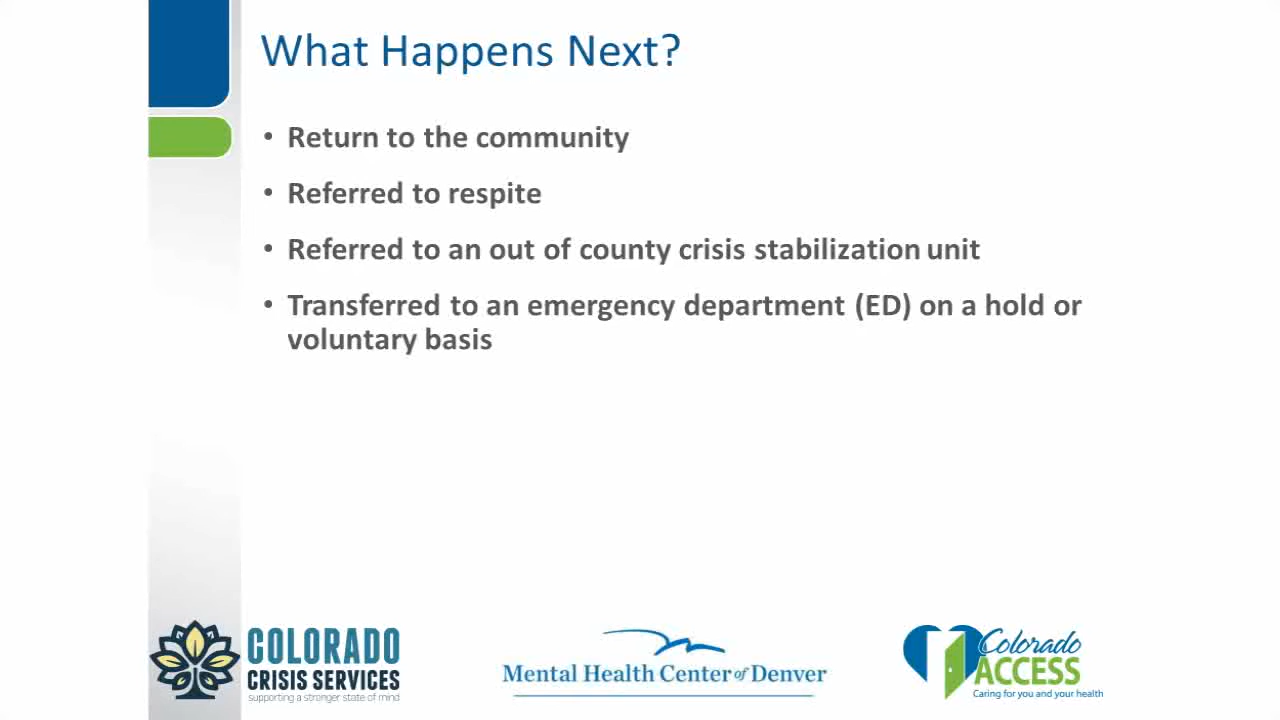 What Happens Next?
• Return to the community
• Referred to respite
• Referred to an out of county crisis stabilization unit
• Transferred to an emergency department (ED) on a hold or
voluntary basis
COLORADO
CRISIS SERVICES
supporting a stronger state of mind
Mental Health Center of Denver
Colorado
ACCESS
Caring for you and your health